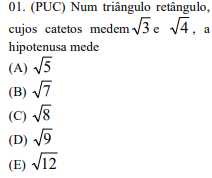 01. (PUC) Num triângulo retângulo,
cujos catetos medem √3 e √4 , a
hipotenusa mede
(A) √5
(B) √7
(C) √8
(D) √9
(E) √12